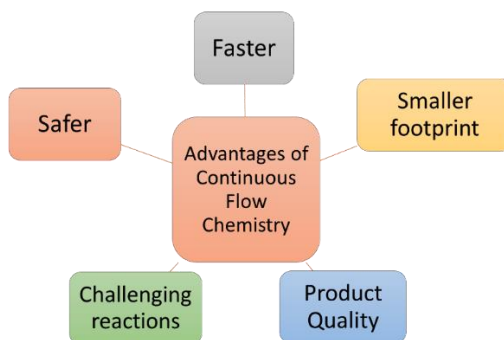 Faster
Safer
Smaller
footprint
Advantages of
Continuous
Flow
Chemistry
Challenging
reactions
Product
Quality